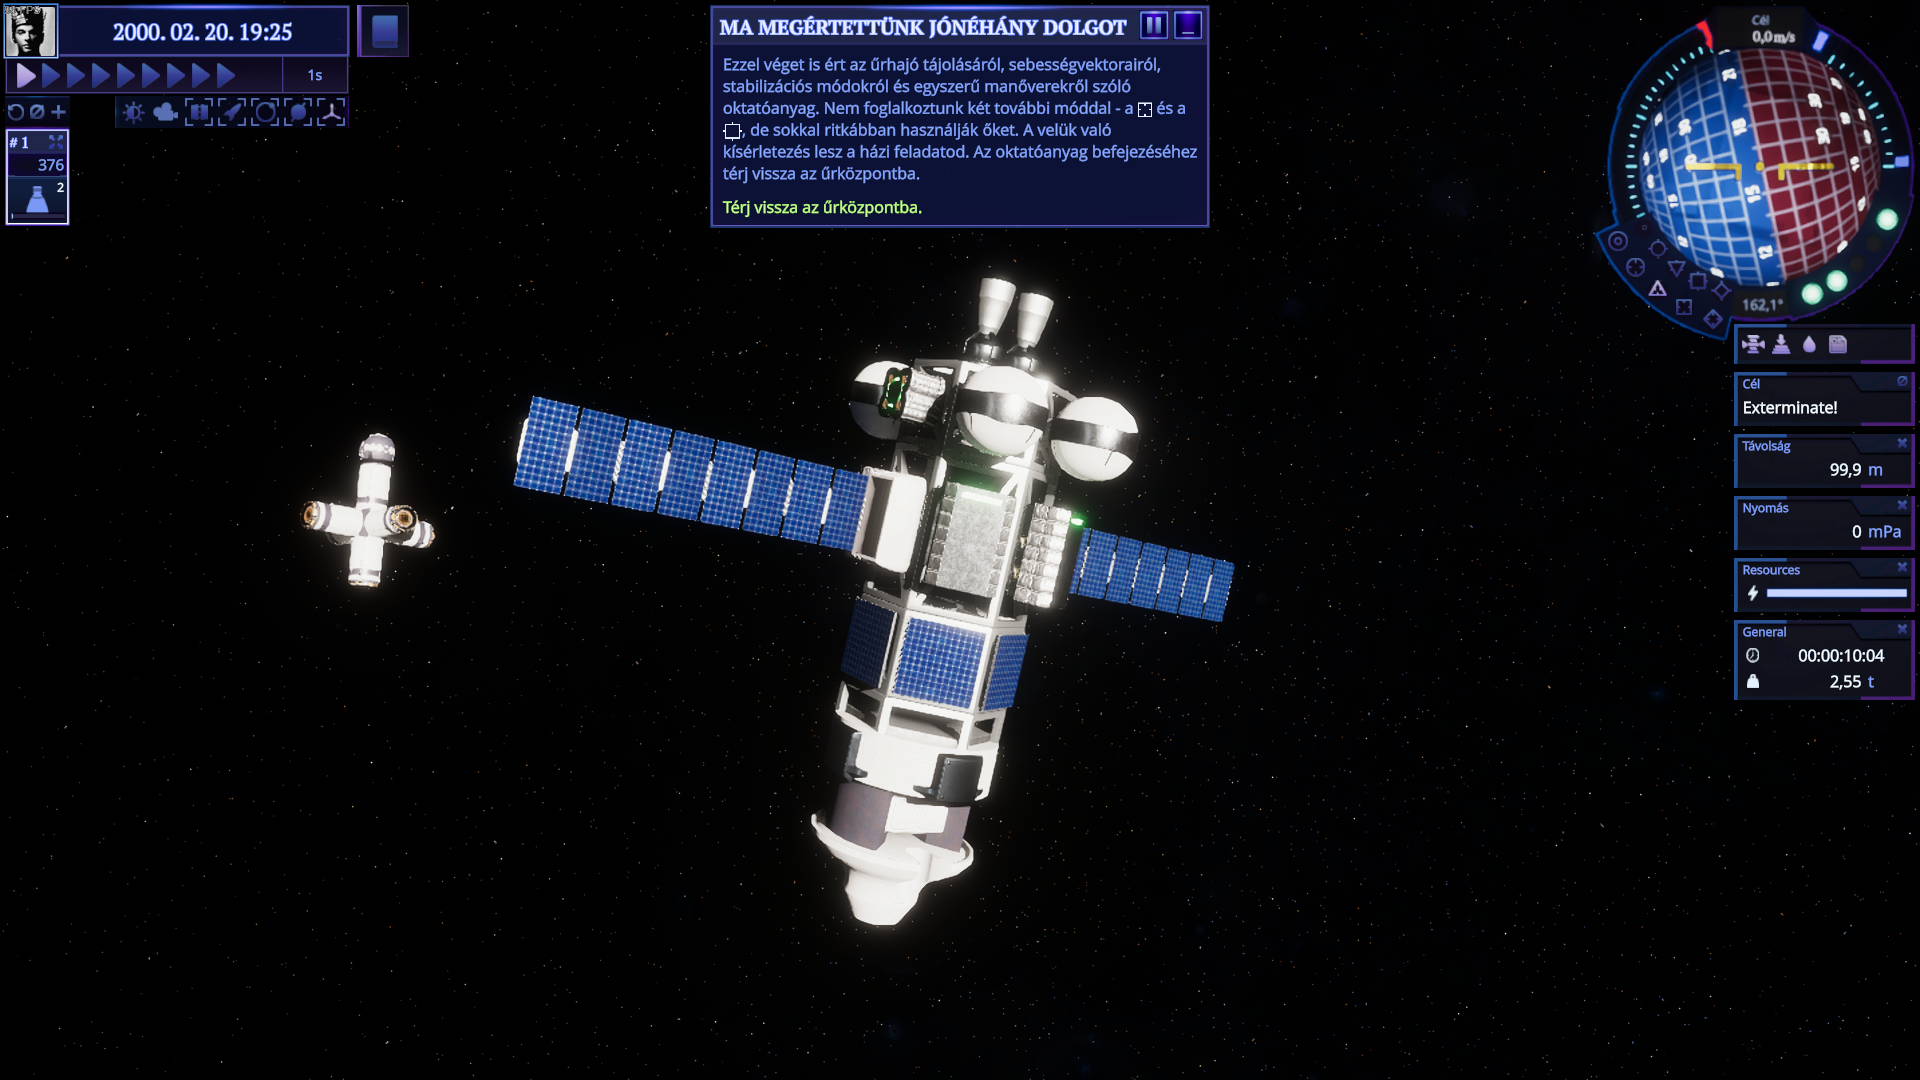 2000. 02. 20. 19:25
1s
# 1
376
2
MA MEGÉRTETTÜNK JÓNÉHÁNY DOLGOT
Ezzel véget is ért az űrhajó tájolásáról, sebességvektorairól,
stabilizációs módokról és egyszerű manőverekről szóló
oktatóanyag. Nem foglalkoztunk két további móddal - a és a
, de sokkal ritkábban használják őket. A velük való
kísérletezés lesz a házi feladatod. Az oktatóanyag befejezéséhez
térj vissza az űrközpontba.
Térj vissza az űrközpontba.
Cél
0,0 m/s
162,1°
Cél
Exterminate!
Távolság
99,9 m
Nyomás
0 mPa
Resources
General
00:00:10:04
2,55 t